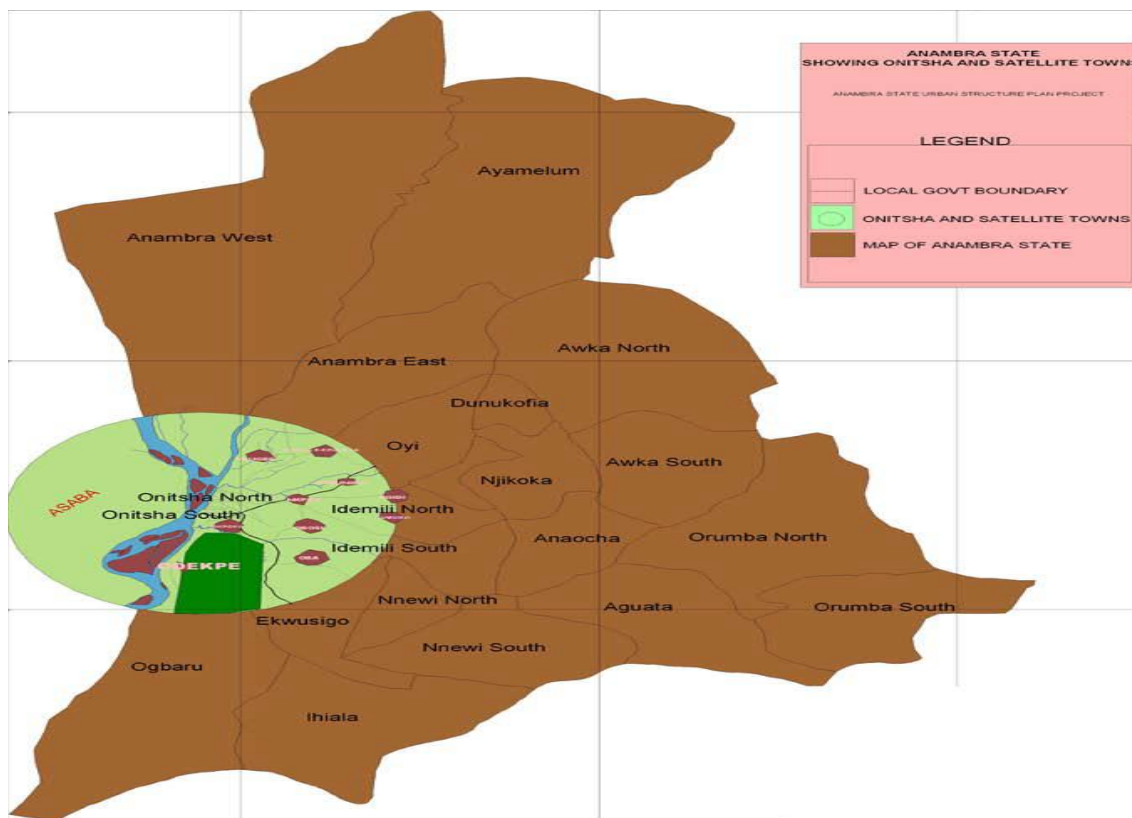 ANAMBRA STATE
SHOWING ONITSHA AND SATELLITE TOWNS
ANAMBRA STATE URBAN STRUCTURE PLAN PROJECT
LEGEND
LOCAL GOVT BOUNDARY
ONITSHA AND SATELLITE TOWNS
MAP OF ANAMBRA STATE
Ayamelum
Anambra West
Awka North
Anambra East
Dunukofia
Oyi
Awka South
Njikoka
ASABA
Onitsha North
Onitsha South
Idemili North
Anaocha
Orumba North
Idemili South
OBA
ODEKPE
Nnewi North
Aguata
Orumba South
Ekwusigo
Nnewi South
Ogbaru
Ihiala